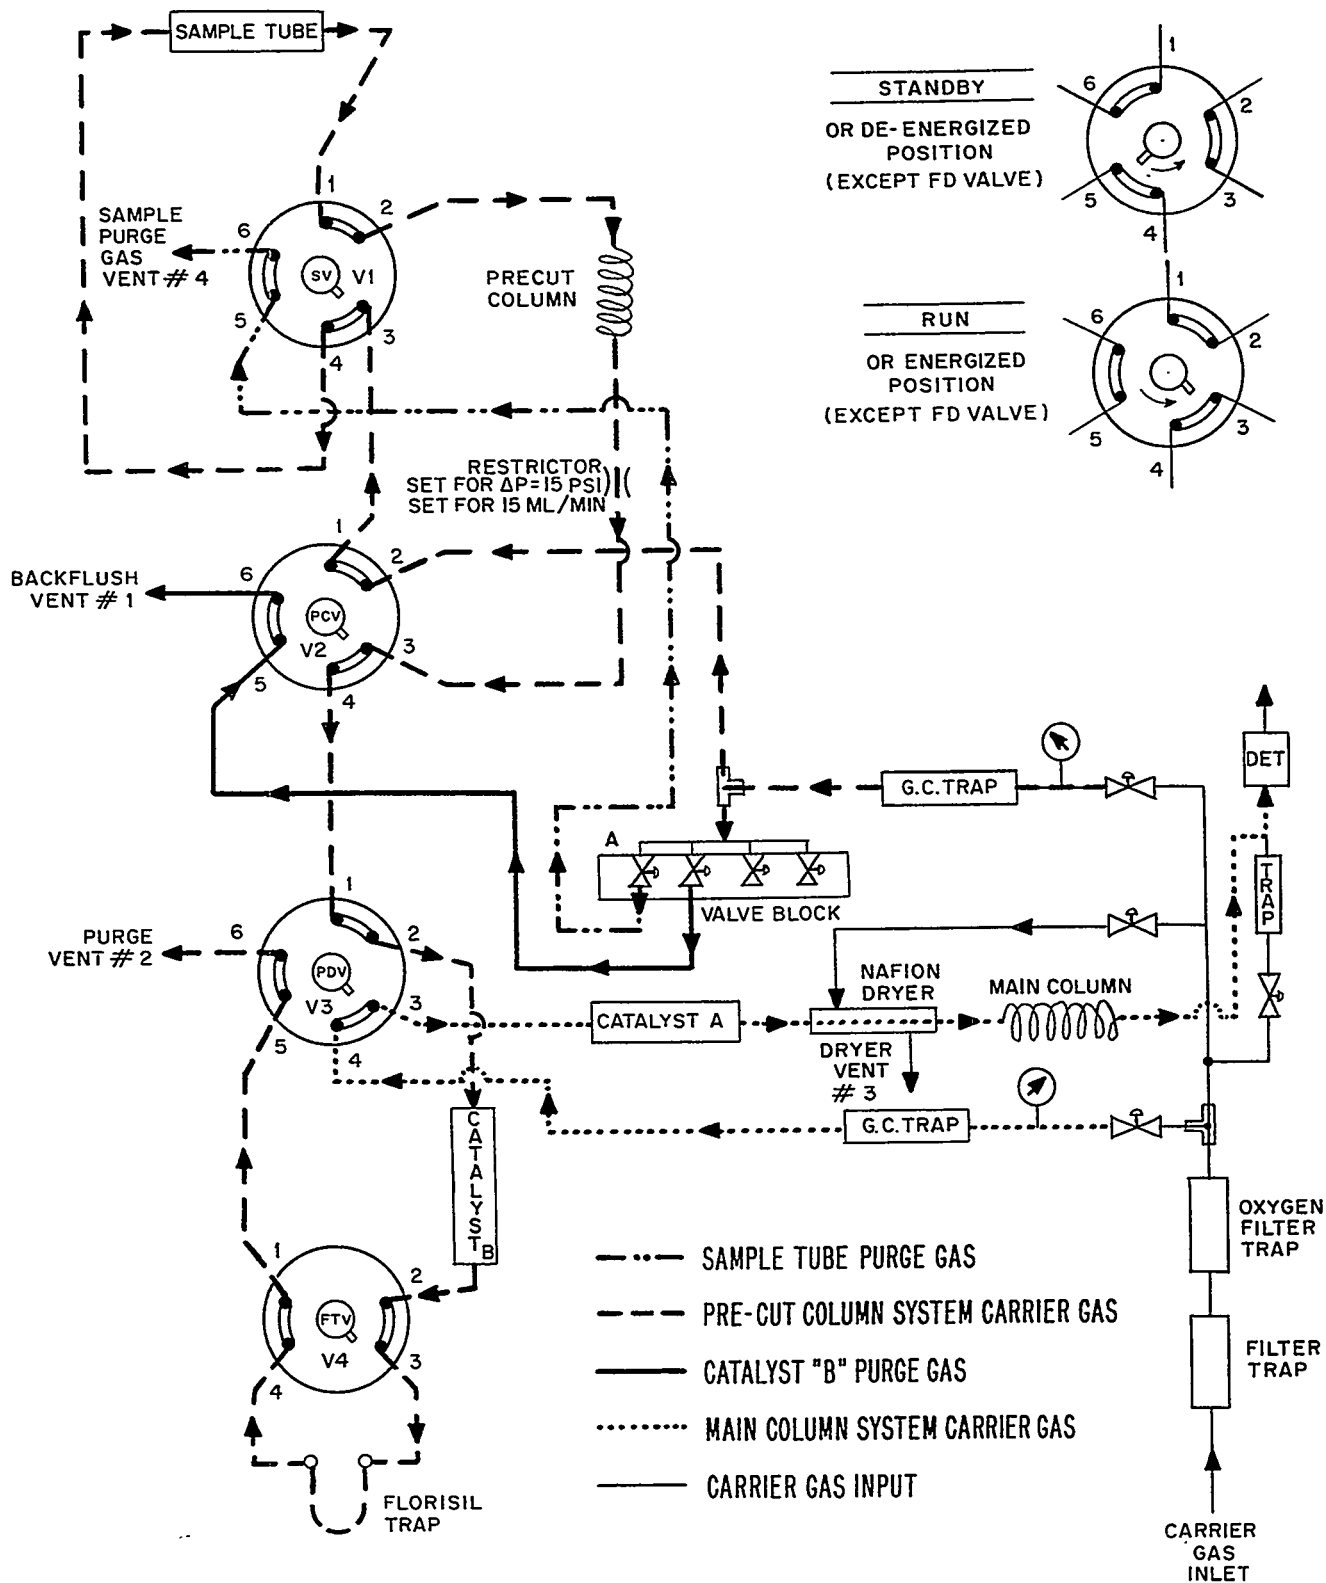 SAMPLE TUBE
STANDBY
OR DE-ENERGIZED
POSITION
(EXCEPT FD VALVE)
1
2
3
4
5
6
RUN
OR ENERGIZED
POSITION
(EXCEPT FD VALVE)
1
2
3
4
5
6
SAMPLE
PURGE
GAS
VENT # 4
1
2
3
4
5
6
SV
V1
PRECUT
COLUMN
RESTRICTOR
SET FOR ΔP=15 PSI
SET FOR 15 ML/MIN
BACKFLUSH
VENT # 1
1
2
3
4
5
6
PCV
V2
G.C. TRAP
DET
TRAP
A
VALVE BLOCK
PURGE
VENT # 2
1
2
3
4
5
6
PDV
V3
CATALYST A
NAFION
DRYER
MAIN COLUMN
DRYER
VENT
# 3
G.C. TRAP
CATALYST B
OXYGEN
FILTER
TRAP
FILTER
TRAP
CARRIER
GAS
INLET
1
2
3
4
FTV
V4
FLORISIL
TRAP
SAMPLE TUBE PURGE GAS
PRE-CUT COLUMN SYSTEM CARRIER GAS
CATALYST "B" PURGE GAS
MAIN COLUMN SYSTEM CARRIER GAS
CARRIER GAS INPUT